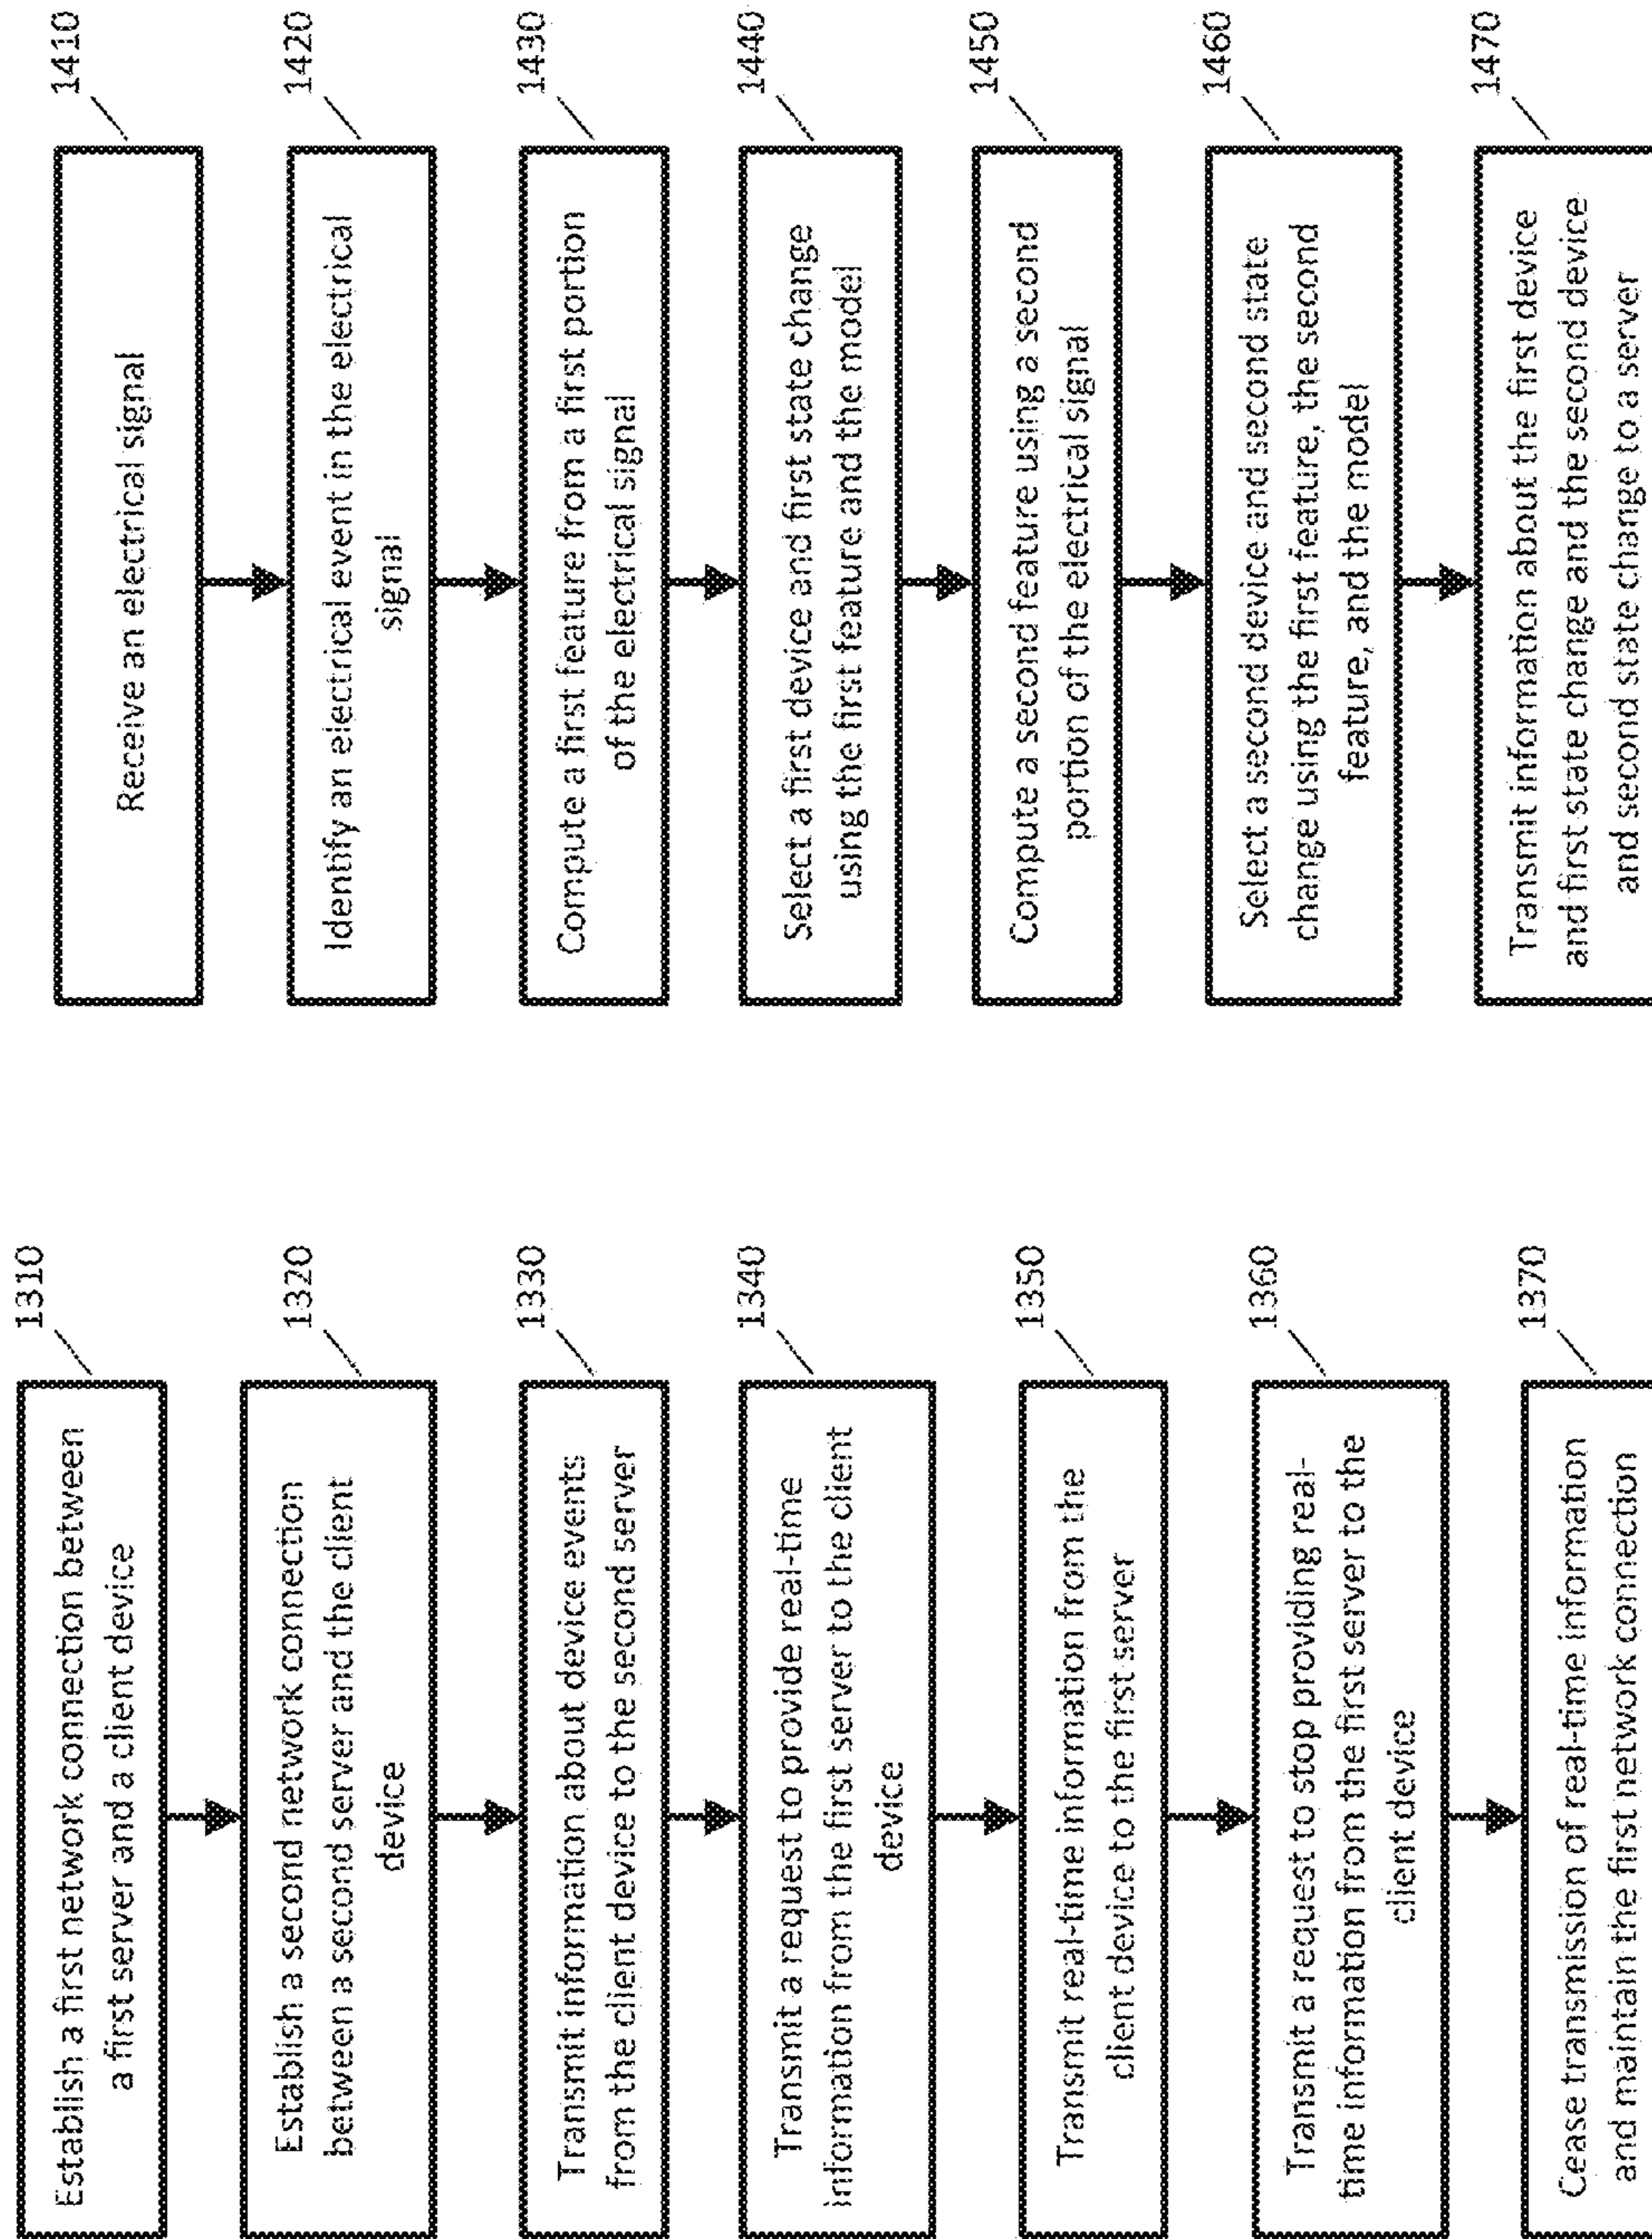 1310
Establish a first network connection between
a first server and a client device
1320
Establish a second network connection
between a second server and the client
device
1330
Transmit information about device events
from the client device to the second server
1340
Transmit a request to provide real-time
information from the first server to the client
device
1350
Transmit real-time information from the
client device to the first server
1360
Transmit a request to stop providing real-
time information from the first server to the
client device
1370
Cease transmission of real-time information
and maintain the first network connection
1410
Receive an electrical signal
1420
Identify an electrical event in the electrical
signal
1430
Compute a first feature from a first portion
of the electrical signal
1440
Select a first device and first state change
using the first feature and the model
1450
Compute a second feature using a second
portion of the electrical signal
1460
Select a second device and second state
change using the first feature, the second
feature, and the model
1470
Transmit information about the first device
and first state change and the second device
and second state change to a server